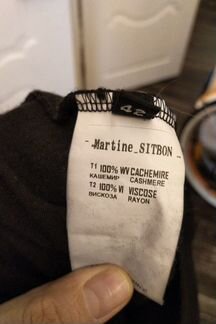 42
- -Martine_SITBON -
T1 100% WV CACHEMIRE
КАШЕМИР CASHMERE
T2 100% VI VISCOSE
ВИСКОЗА RAYON